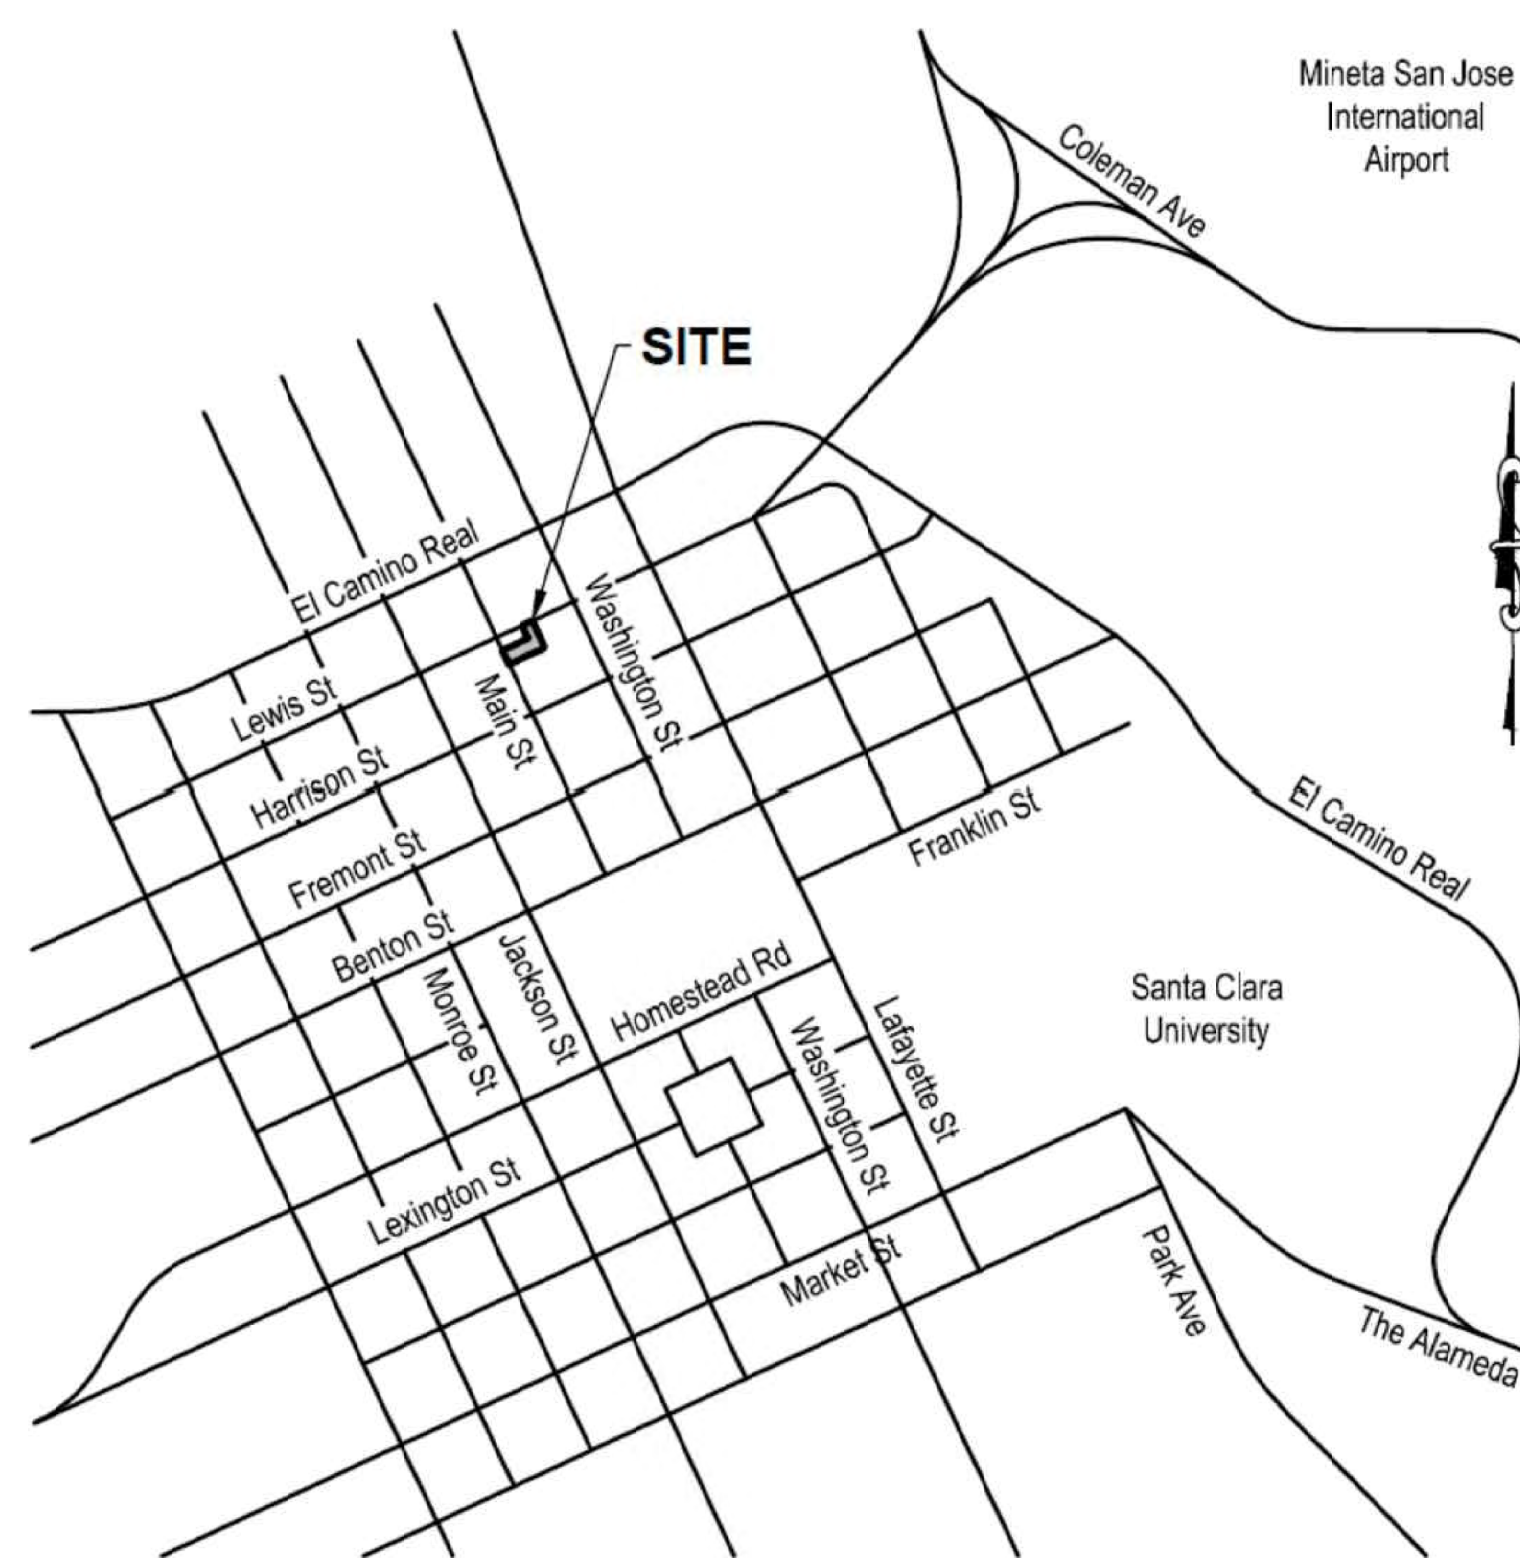 Mineta San Jose
International
Airport
Coleman Ave
SITE
El Camino Real
Washington St
Lewis St
Main St
Harrison St
Fremont St
Franklin St
El Camino Real
Benton St
Jackson St
Monroe St
Homestead Rd
Santa Clara
University
Lafayette St
Washington St
Lexington St
Market St
Park Ave
The Alameda